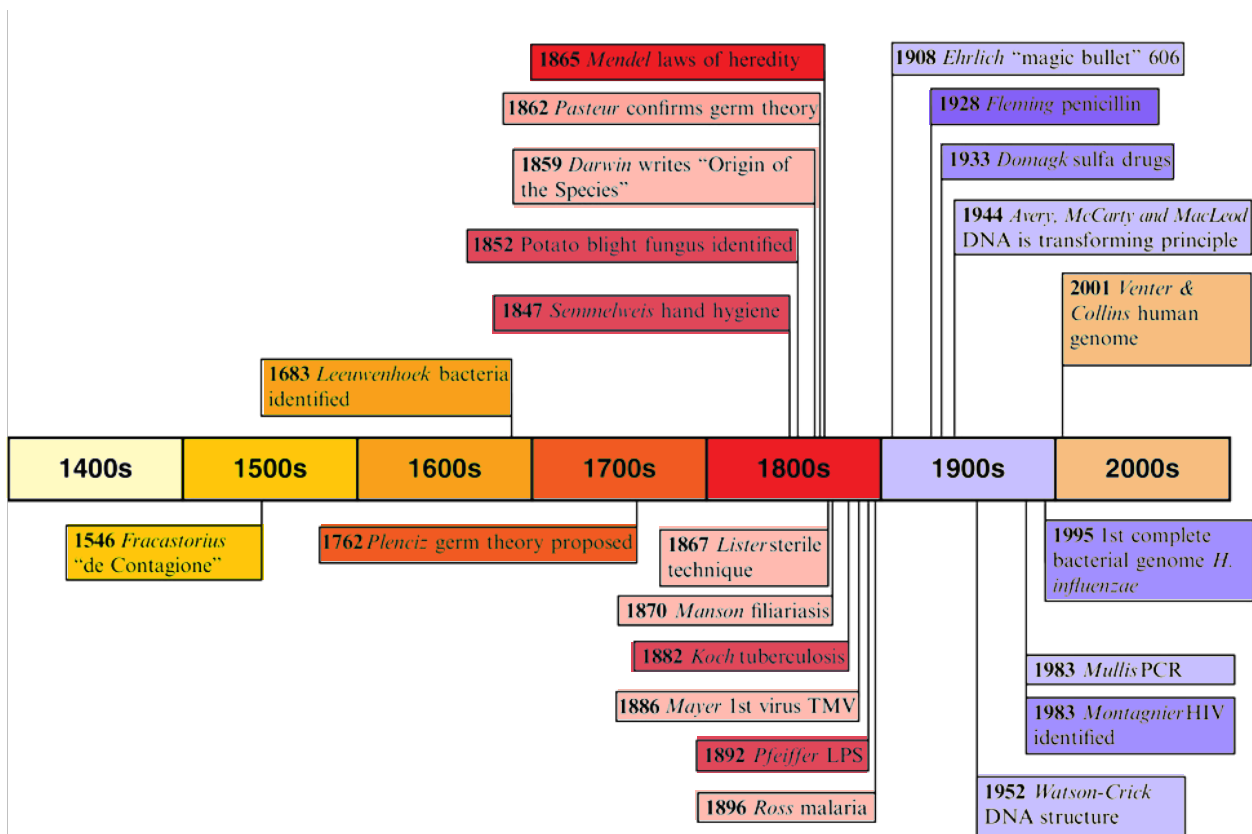 1865 Mendel laws of heredity
1862 Pasteur confirms germ theory
1859 Darwin writes “Origin of
the Species”
1852 Potato blight fungus identified
1847 Semmelweis hand hygiene
1683 Leeuwenhoek bacteria
identified
1908 Ehrlich “magic bullet” 606
1928 Fleming penicillin
1933 Domagk sulfa drugs
1944 Avery, McCarty and MacLeod
DNA is transforming principle
2001 Venter &
Collins human
genome
1400s
1500s
1600s
1700s
1800s
1900s
2000s
1546 Fracastorius
“de Contagione”
1762 Plenciz germ theory proposed
1867 Lister sterile
technique
1870 Manson filiariasis
1882 Koch tuberculosis
1886 Mayer 1st virus TMV
1892 Pfeiffer LPS
1896 Ross malaria
1995 1st complete
bacterial genome H.
influenzae
1983 Mullis PCR
1983 Montagnier HIV
identified
1952 Watson-Crick
DNA structure